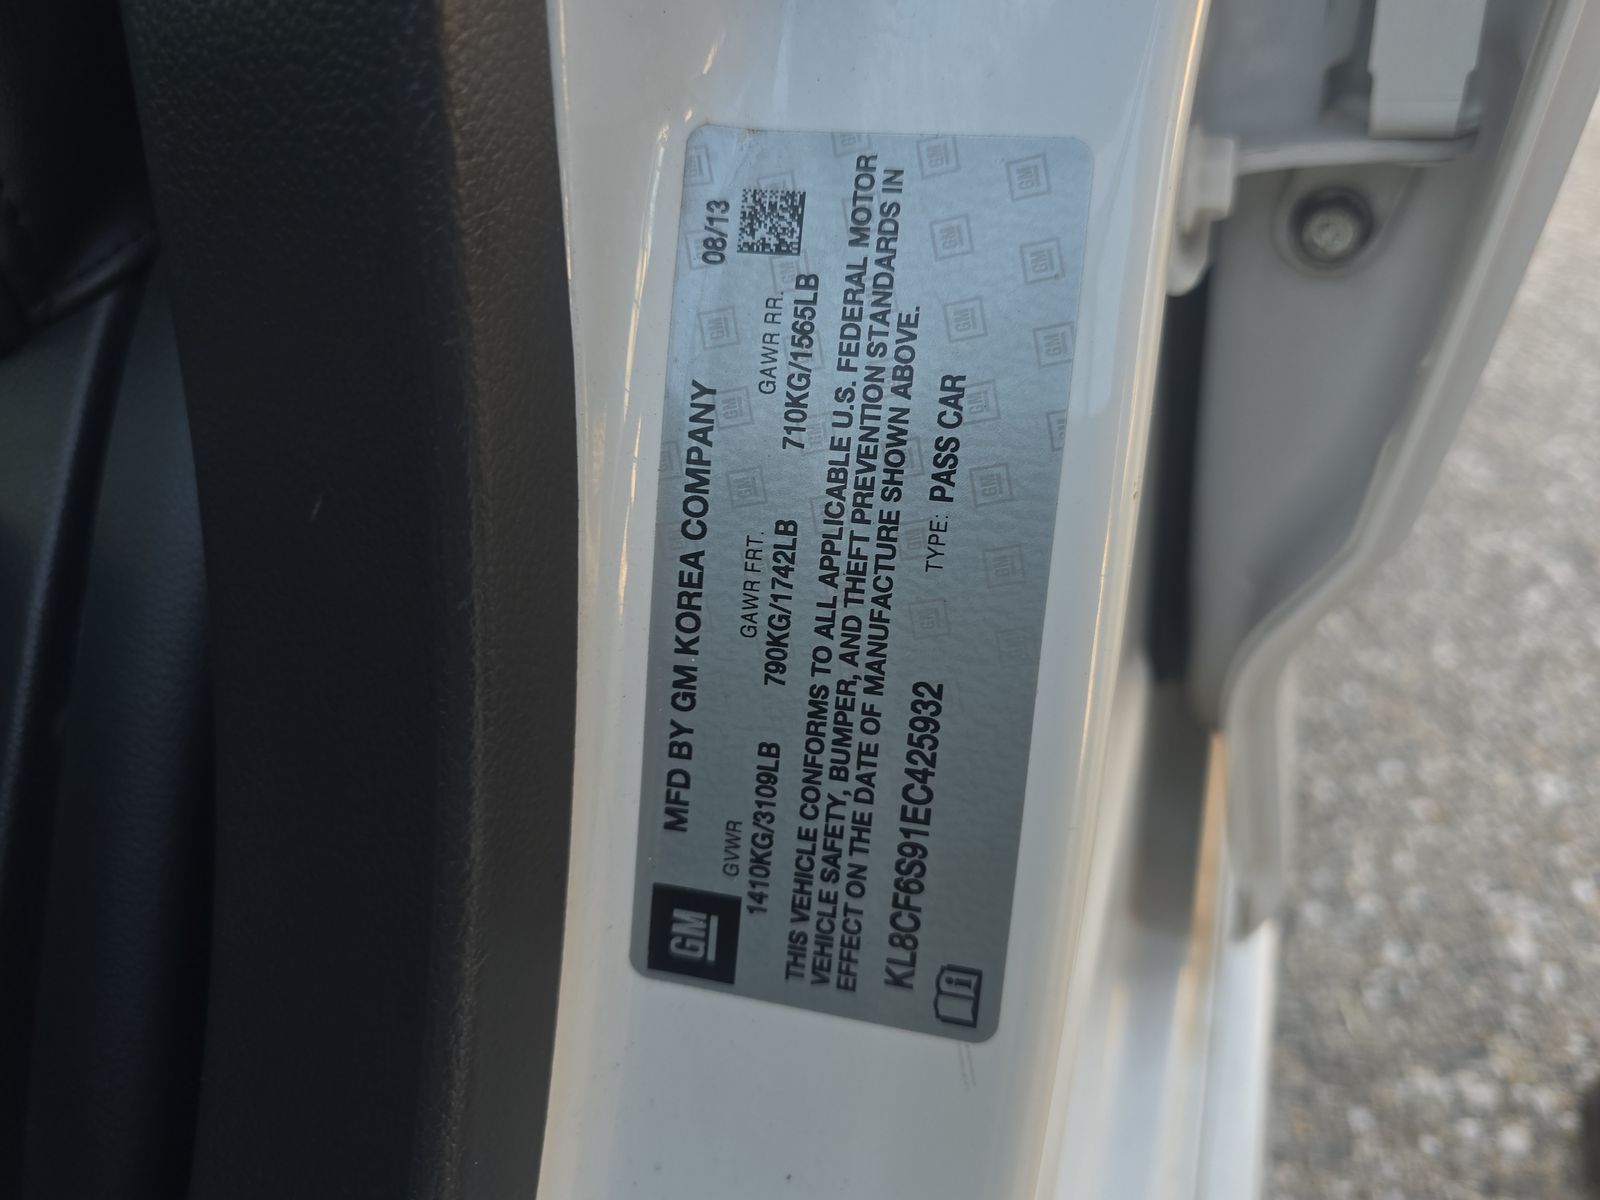 GM MFD BY GM KOREA COMPANY 08/13
GVWR GAWR FRT. GAWR RR.
1410KG/3109LB 790KG/1742LB 710KG/1565LB
THIS VEHICLE CONFORMS TO ALL APPLICABLE U.S. FEDERAL MOTOR
VEHICLE SAFETY, BUMPER, AND THEFT PREVENTION STANDARDS IN
EFFECT ON THE DATE OF MANUFACTURE SHOWN ABOVE.
KL8CF6S91EC425932 TYPE: PASS CAR